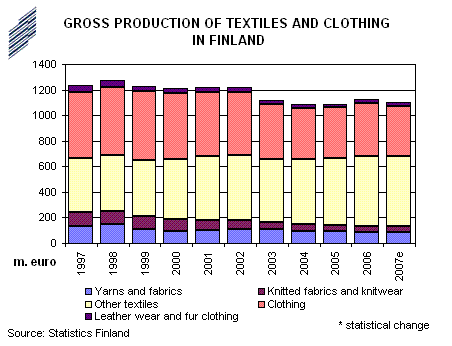 GROSS PRODUCTION OF TEXTILES AND CLOTHING
IN FINLAND
1400
1200
1000
800
600
400
200
0
m. euro
1997
1998
1999
2000
2001
2002
2003
2004
2005
2006
2007e
Yarns and fabrics
Knitted fabrics and knitwear
Other textiles
Clothing
Leather wear and fur clothing
* statistical change
Source: Statistics Finland